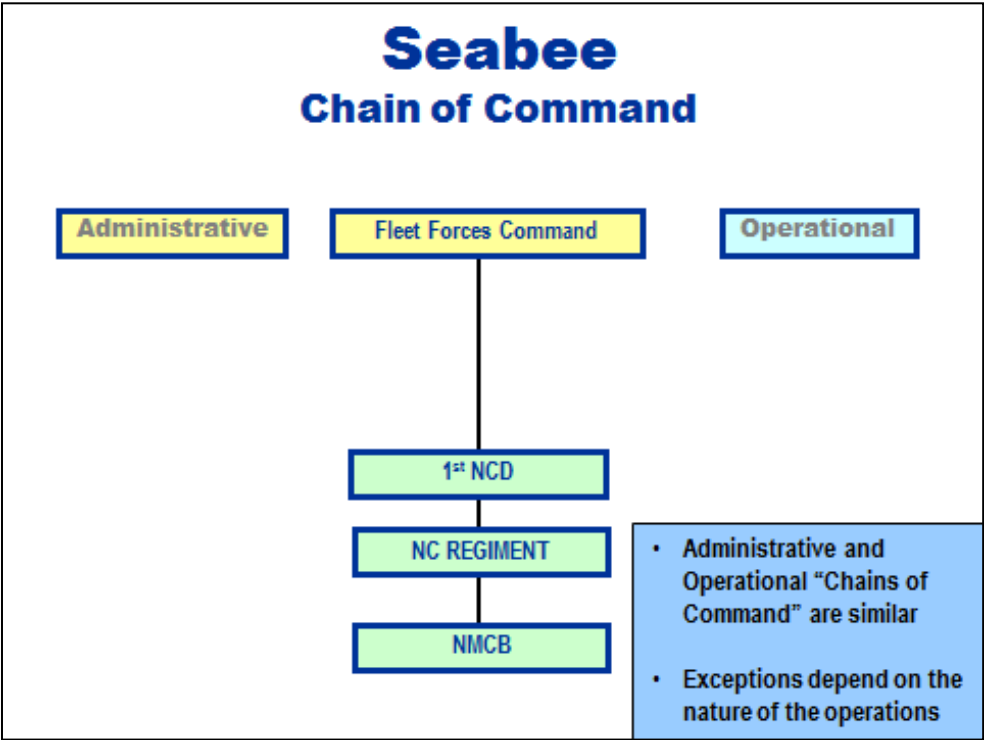 Seabee
Chain of Command
Administrative
Fleet Forces Command
Operational
1st NCD
NC REGIMENT
NMCB
• Administrative and
Operational “Chains of
Command” are similar
• Exceptions depend on the
nature of the operations